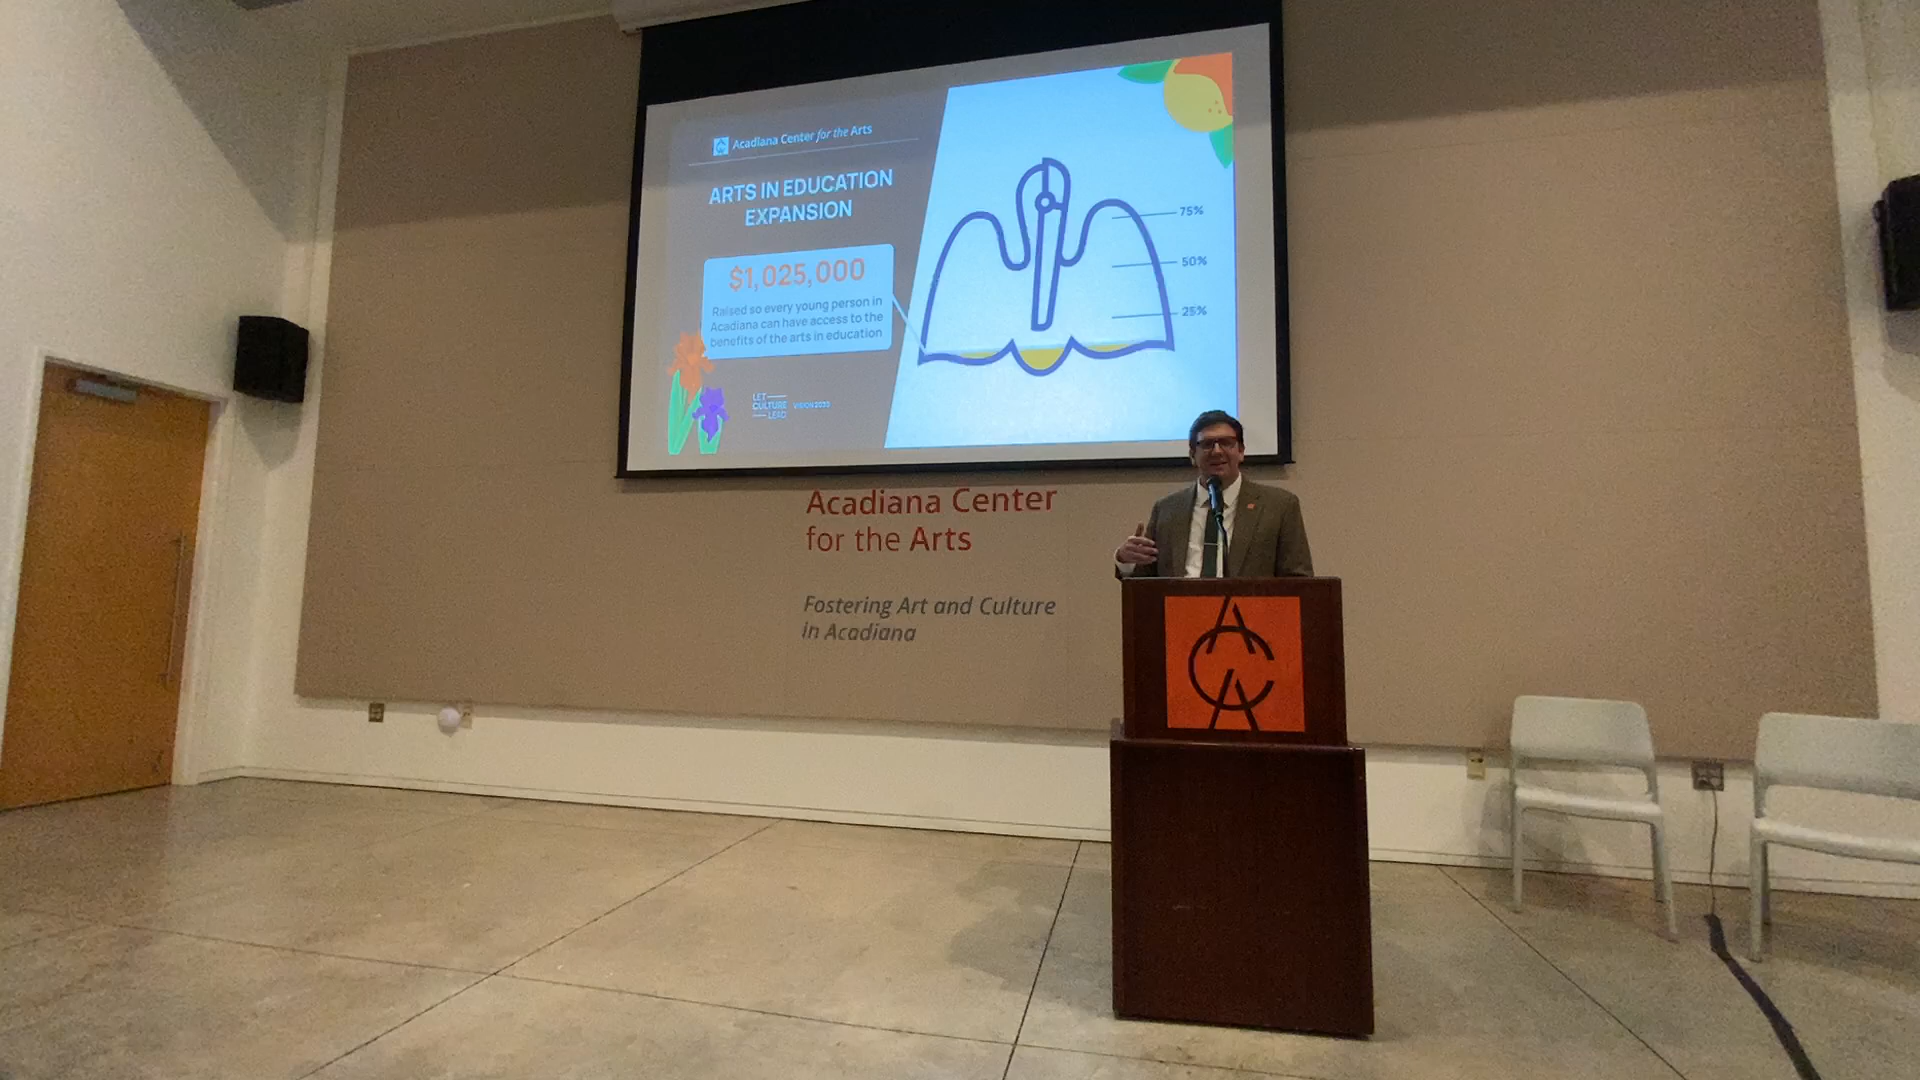 Acadiana Center for the Arts
ARTS IN EDUCATION
EXPANSION
$1,025,000
Raised so every young person in
Acadiana can have access to the
benefits of the arts in education
75%
50%
25%
LET
CULTURE
LEAD
VISION 2030
Acadiana Center
for the Arts
Fostering Art and Culture
in Acadiana
ACA